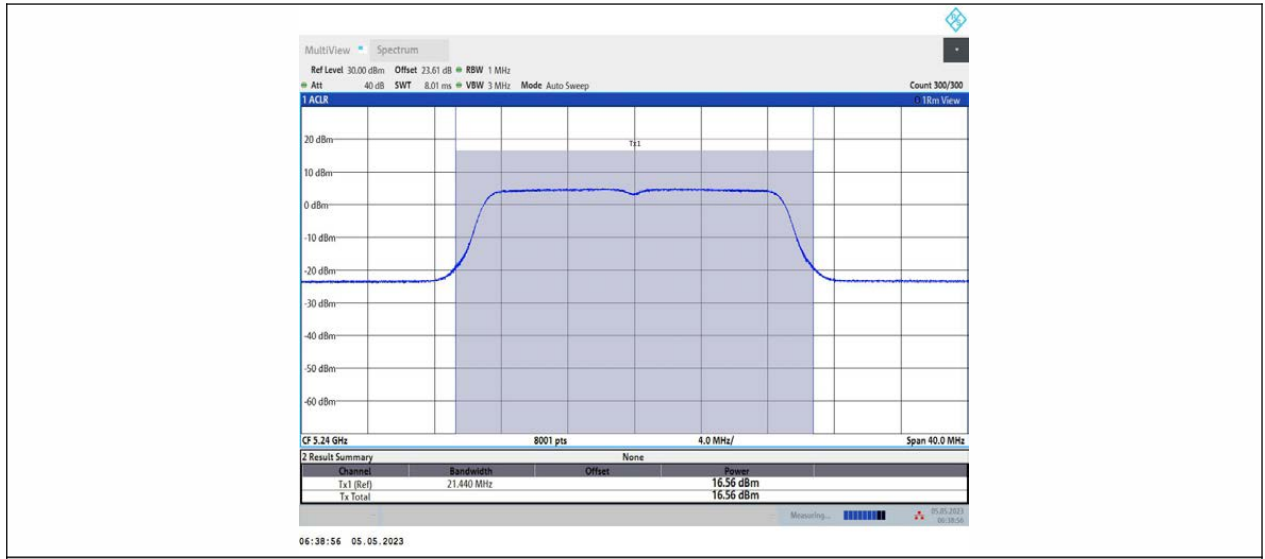 R S
MultiView Spectrum
Ref Level 30.00 dBm Offset 23.61 dB RBW 1 MHz
Att 40 dB SWT 8.01 ms VBW 3 MHz Mode Auto Sweep Count 300/300
1 ACLR 1Rm View
Tx1
20 dBm
10 dBm
0 dBm
-10 dBm
-20 dBm
-30 dBm
-40 dBm
-50 dBm
-60 dBm
CF 5.24 GHz 8001 pts 4.0 MHz/ Span 40.0 MHz
2 Result Summary None
Channel Bandwidth Offset Power
Tx1 (Ref) 21.440 MHz 16.56 dBm
Tx Total 16.56 dBm
Measuring... 05.05.2023
06:38:56
06:38:56 05.05.2023